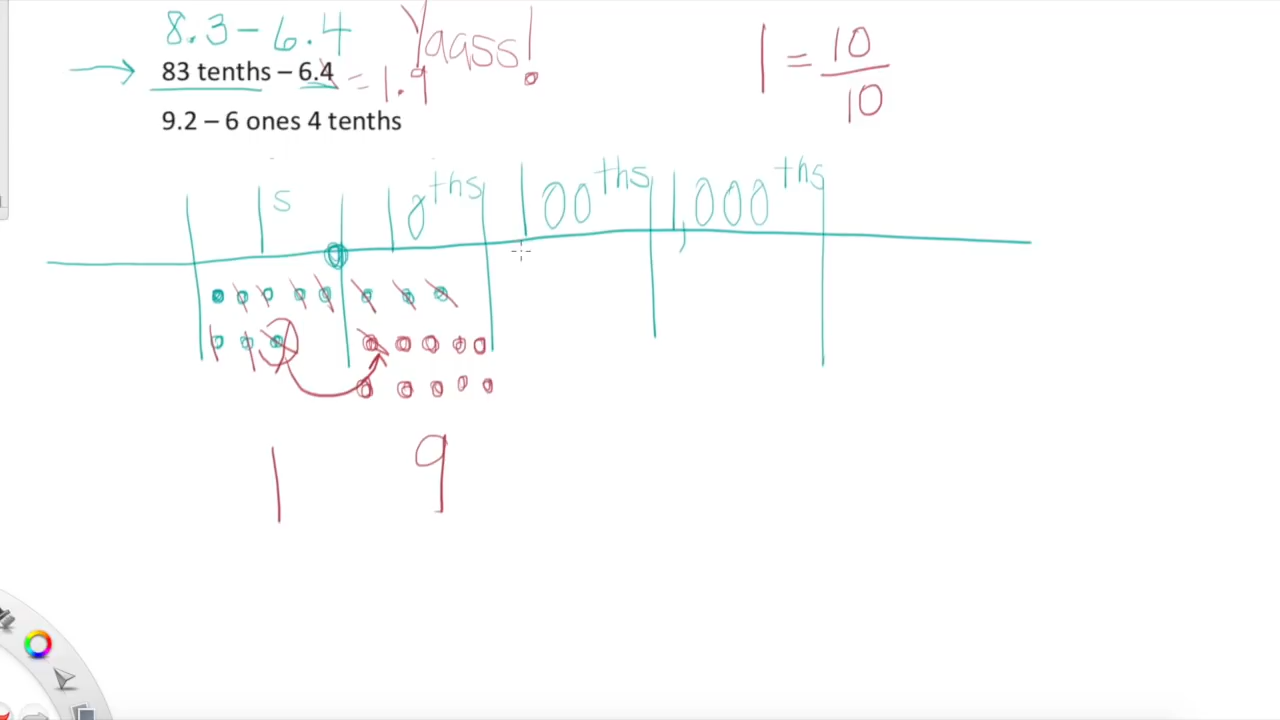 8.3 – 6.4 Yaass!
83 tenths – 6.4 = 1.9
9.2 – 6 ones 4 tenths
1 = 10/10
1s 10ths 100ths 1,000ths
1 9